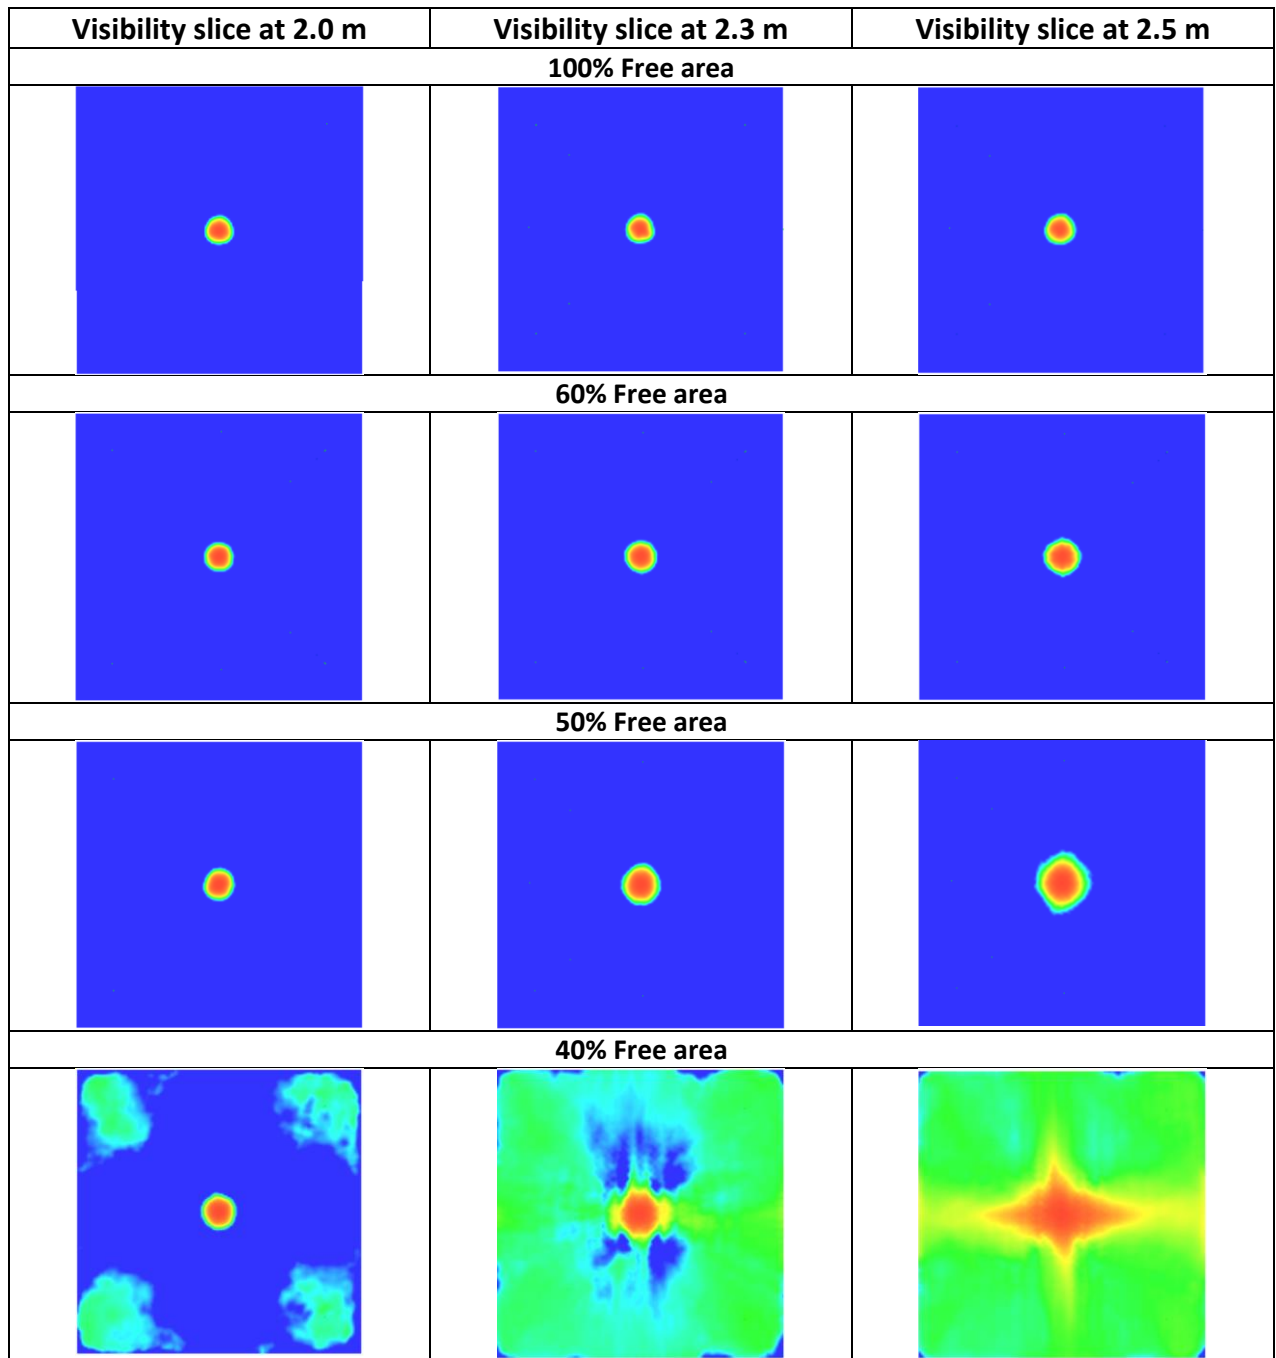 Visibility slice at 2.0 m
Visibility slice at 2.3 m
Visibility slice at 2.5 m
100% Free area
60% Free area
50% Free area
40% Free area